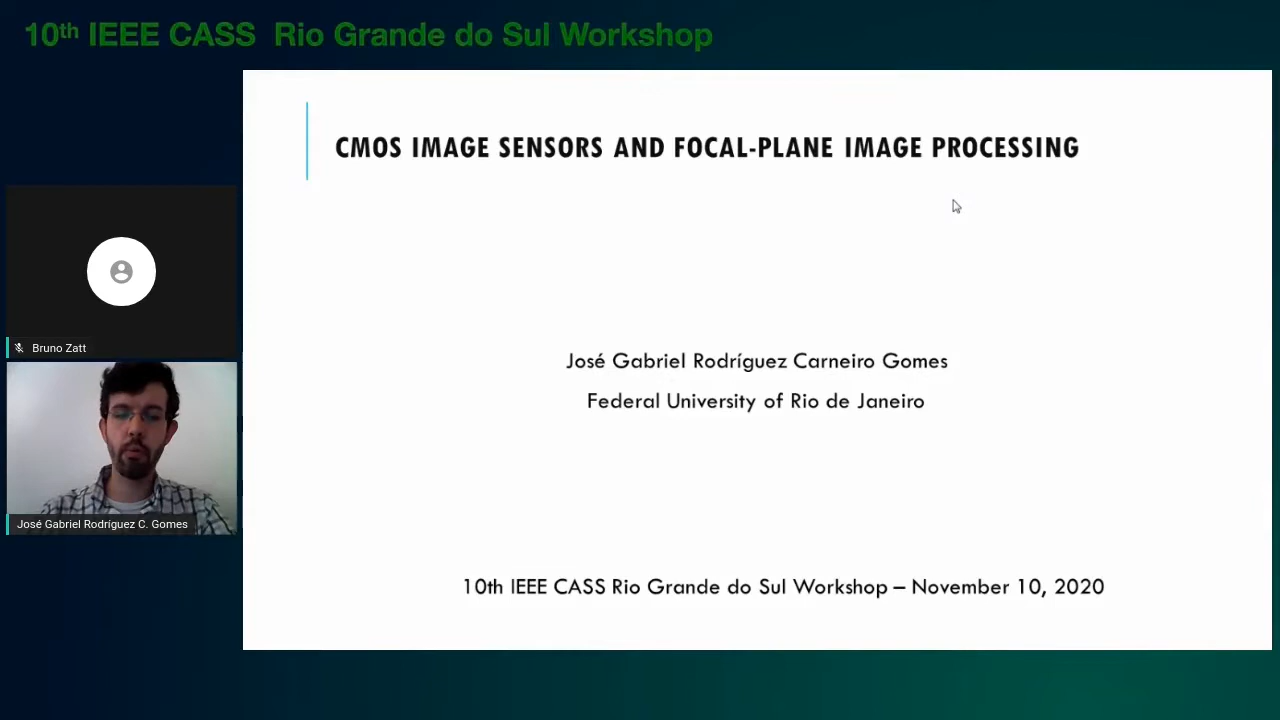 10th IEEE CASS Rio Grande do Sul Workshop
CMOS IMAGE SENSORS AND FOCAL-PLANE IMAGE PROCESSING
José Gabriel Rodríguez Carneiro Gomes
Federal University of Rio de Janeiro
10th IEEE CASS Rio Grande do Sul Workshop – November 10, 2020
Bruno Zatt
José Gabriel Rodríguez C. Gomes